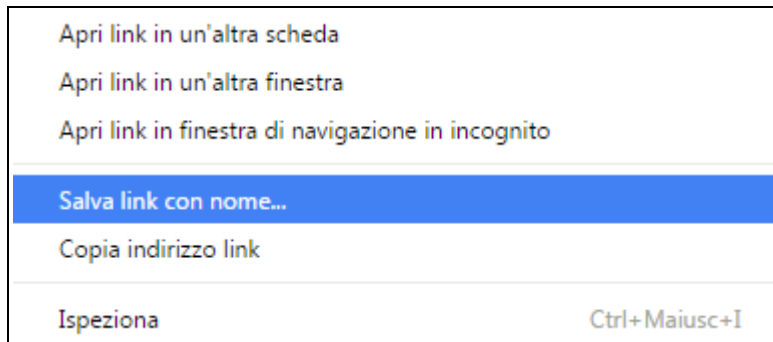 Apri link in un'altra scheda
Apri link in un'altra finestra
Apri link in finestra di navigazione in incognito
Salva link con nome...
Copia indirizzo link
Ispeziona Ctrl+Maiusc+I